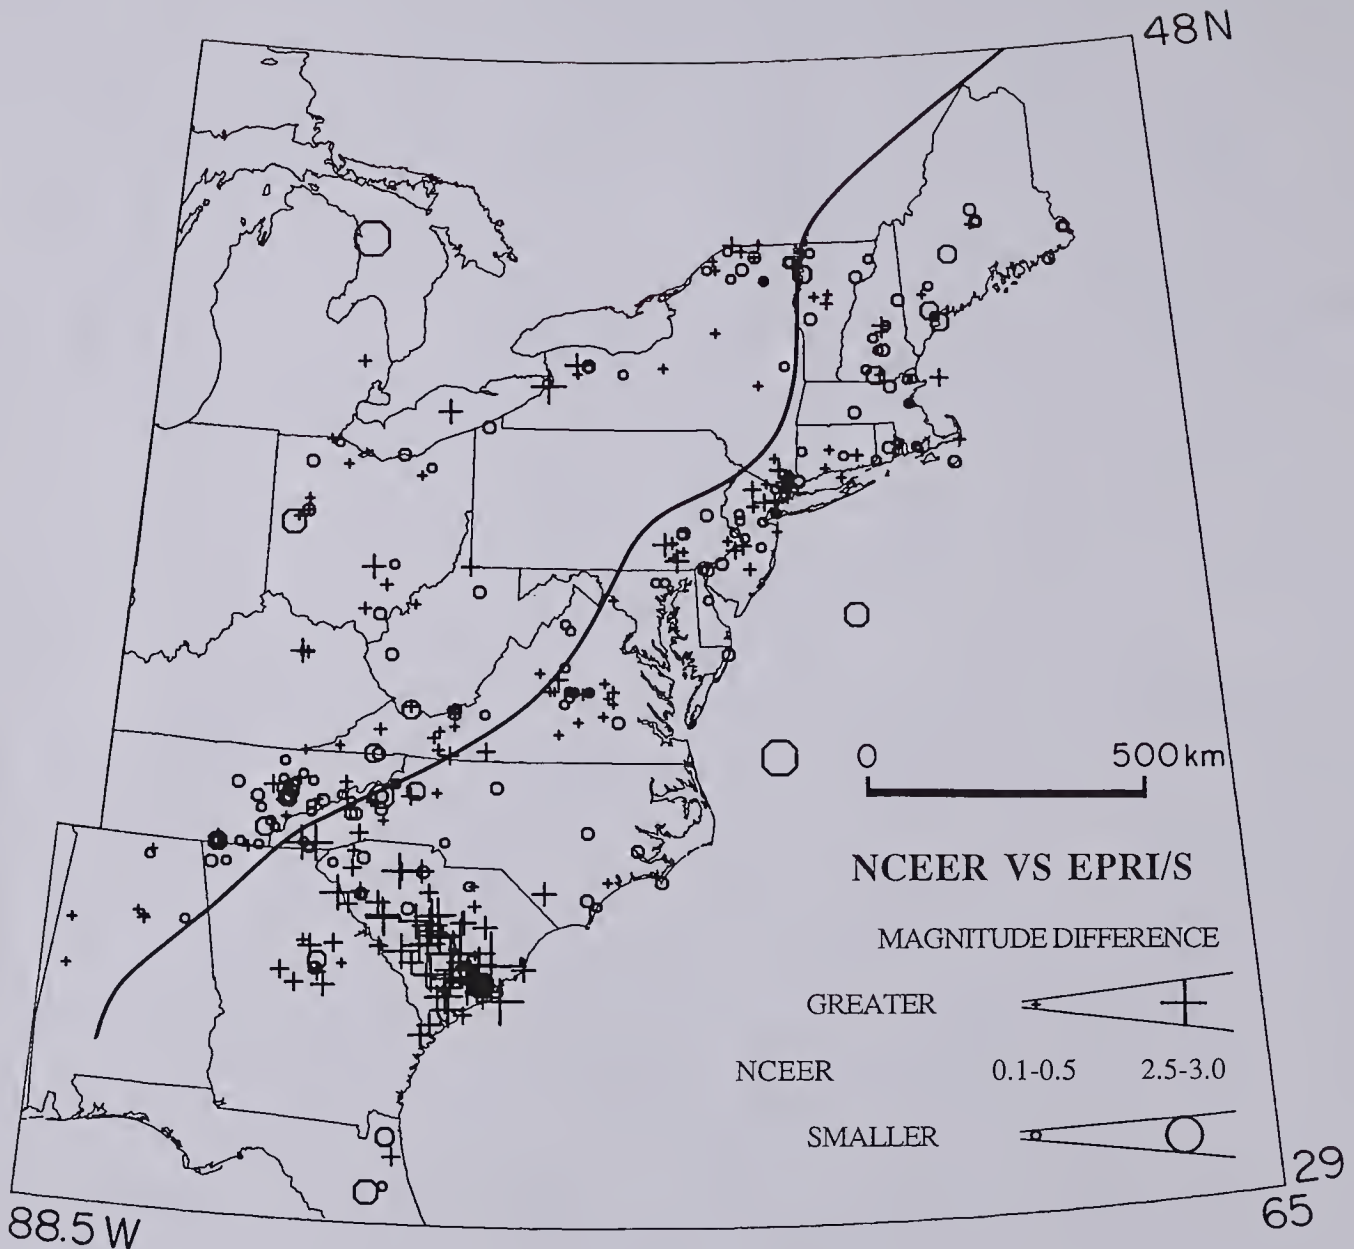 48N
0 500km
NCEER VS EPRI/S
MAGNITUDE DIFFERENCE
GREATER
NCEER 0.1-0.5 2.5-3.0
SMALLER
29
65
88.5W